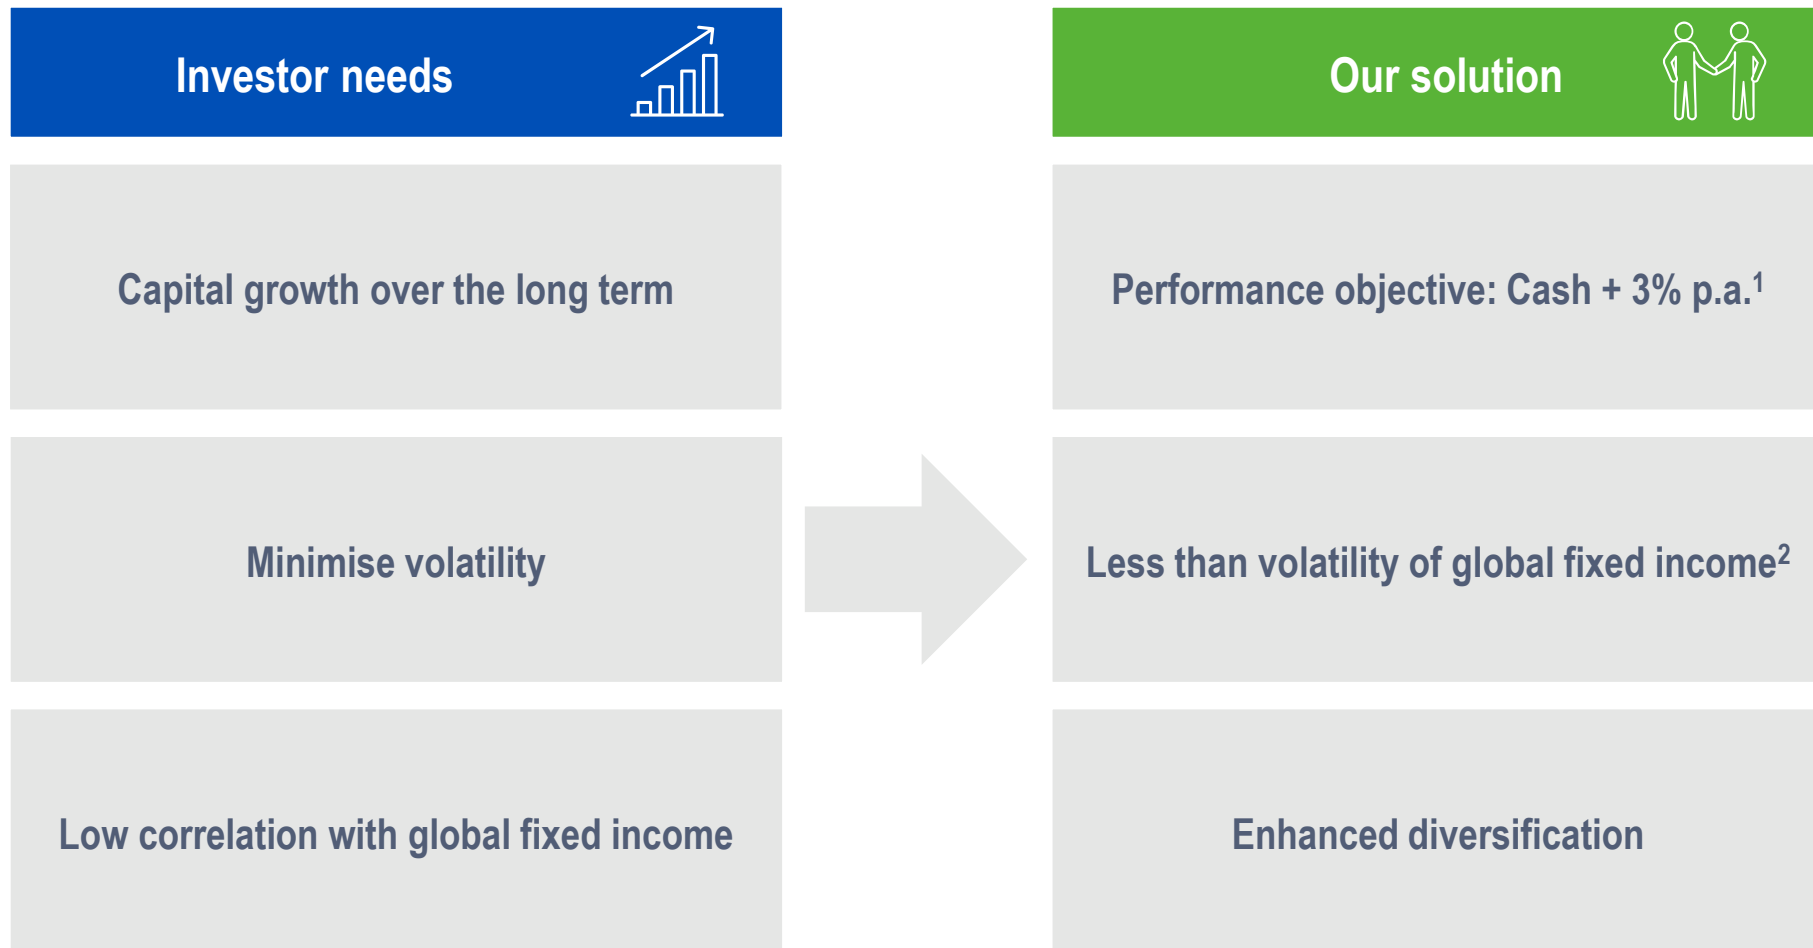 Investor needs
Our solution
Capital growth over the long term
Performance objective: Cash + 3% p.a.¹
Minimise volatility
Less than volatility of global fixed income²
Low correlation with global fixed income
Enhanced diversification